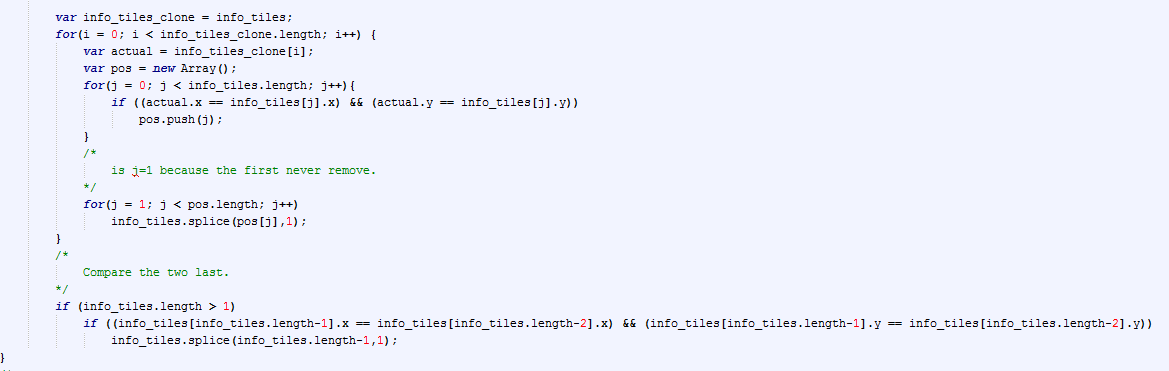 var info_tiles_clone = info_tiles;
for(i = 0; i < info_tiles_clone.length; i++) {
var actual = info_tiles_clone[i];
var pos = new Array();
for(j = 0; j < info_tiles.length; j++){
if ((actual.x == info_tiles[j].x) && (actual.y == info_tiles[j].y))
pos.push(j);
}
/*
is j=1 because the first never remove.
*/
for(j = 1; j < pos.length; j++)
info_tiles.splice(pos[j],1);
}
/*
Compare the two last.
*/
if (info_tiles.length > 1)
if ((info_tiles[info_tiles.length-1].x == info_tiles[info_tiles.length-2].x) && (info_tiles[info_tiles.length-1].y == info_tiles[info_tiles.length-2].y))
info_tiles.splice(info_tiles.length-1,1);
}